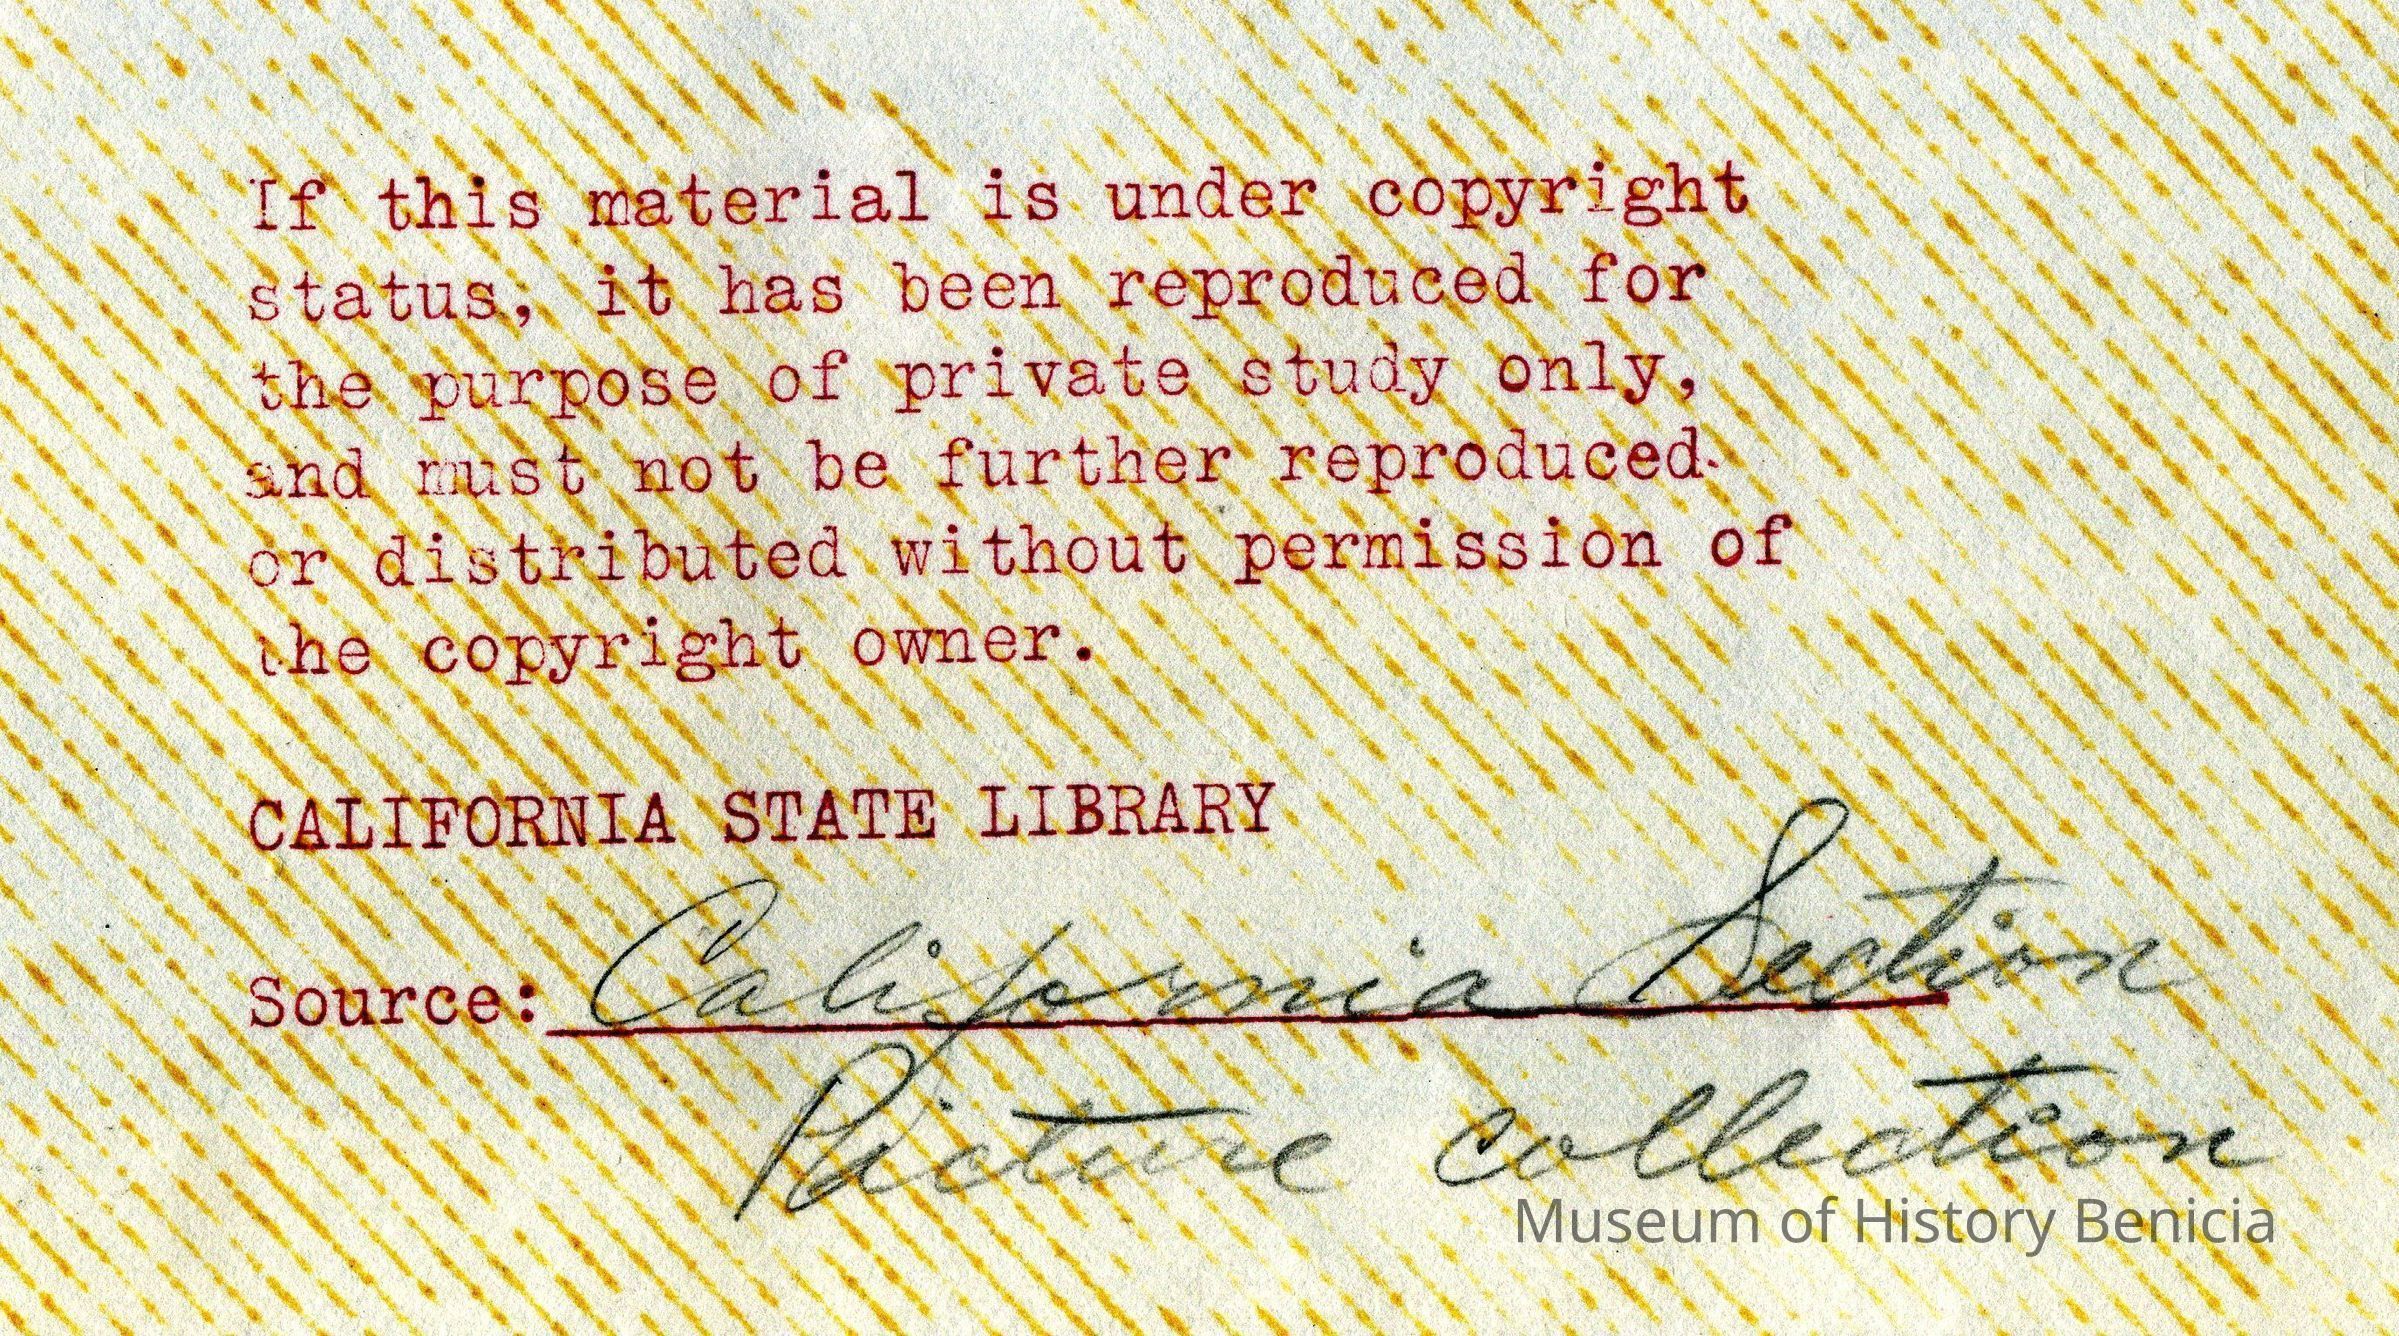 If this material is under copyright
status, it has been reproduced for
the purpose of private study only,
and must not be further reproduced
or distributed without permission of
the copyright owner.
CALIFORNIA STATE LIBRARY
Source: California Section
Picture collection
Museum of History Benicia